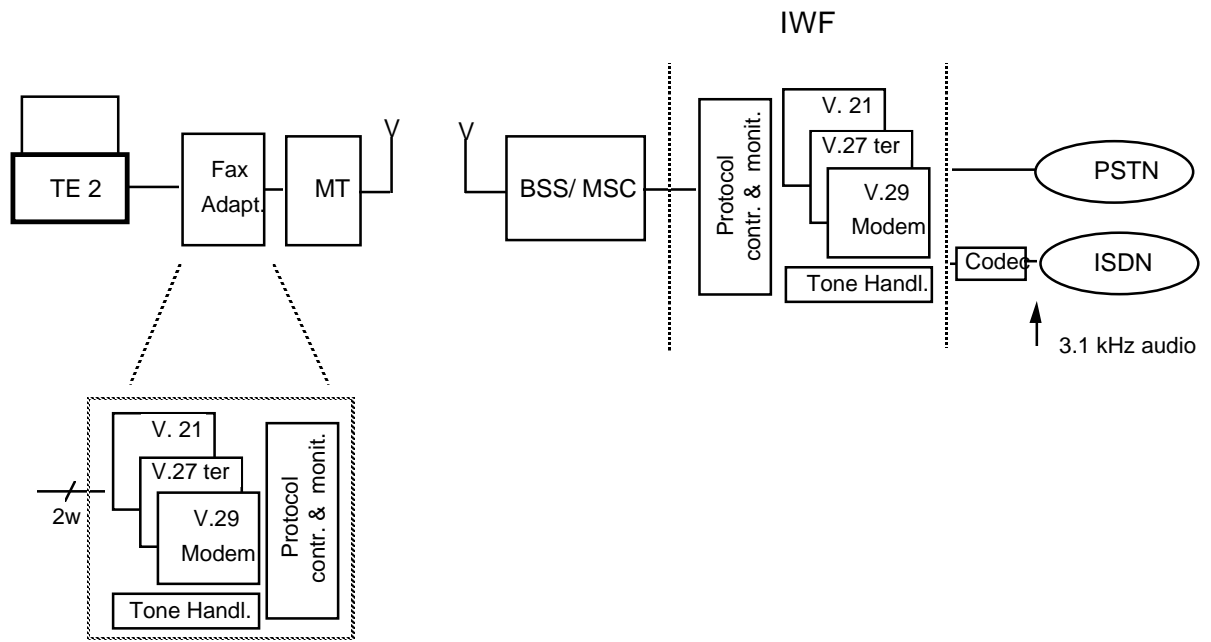 IWF
TE 2
Fax
Adapt.
MT
BSS/ MSC
Protocol
contr. & monit.
V. 21
V.27 ter
V.29
Modem
Tone Handl.
PSTN
Codec
ISDN
3.1 kHz audio
2w
V. 21
V.27 ter
V.29
Modem
Tone Handl.
Protocol
contr. & monit.